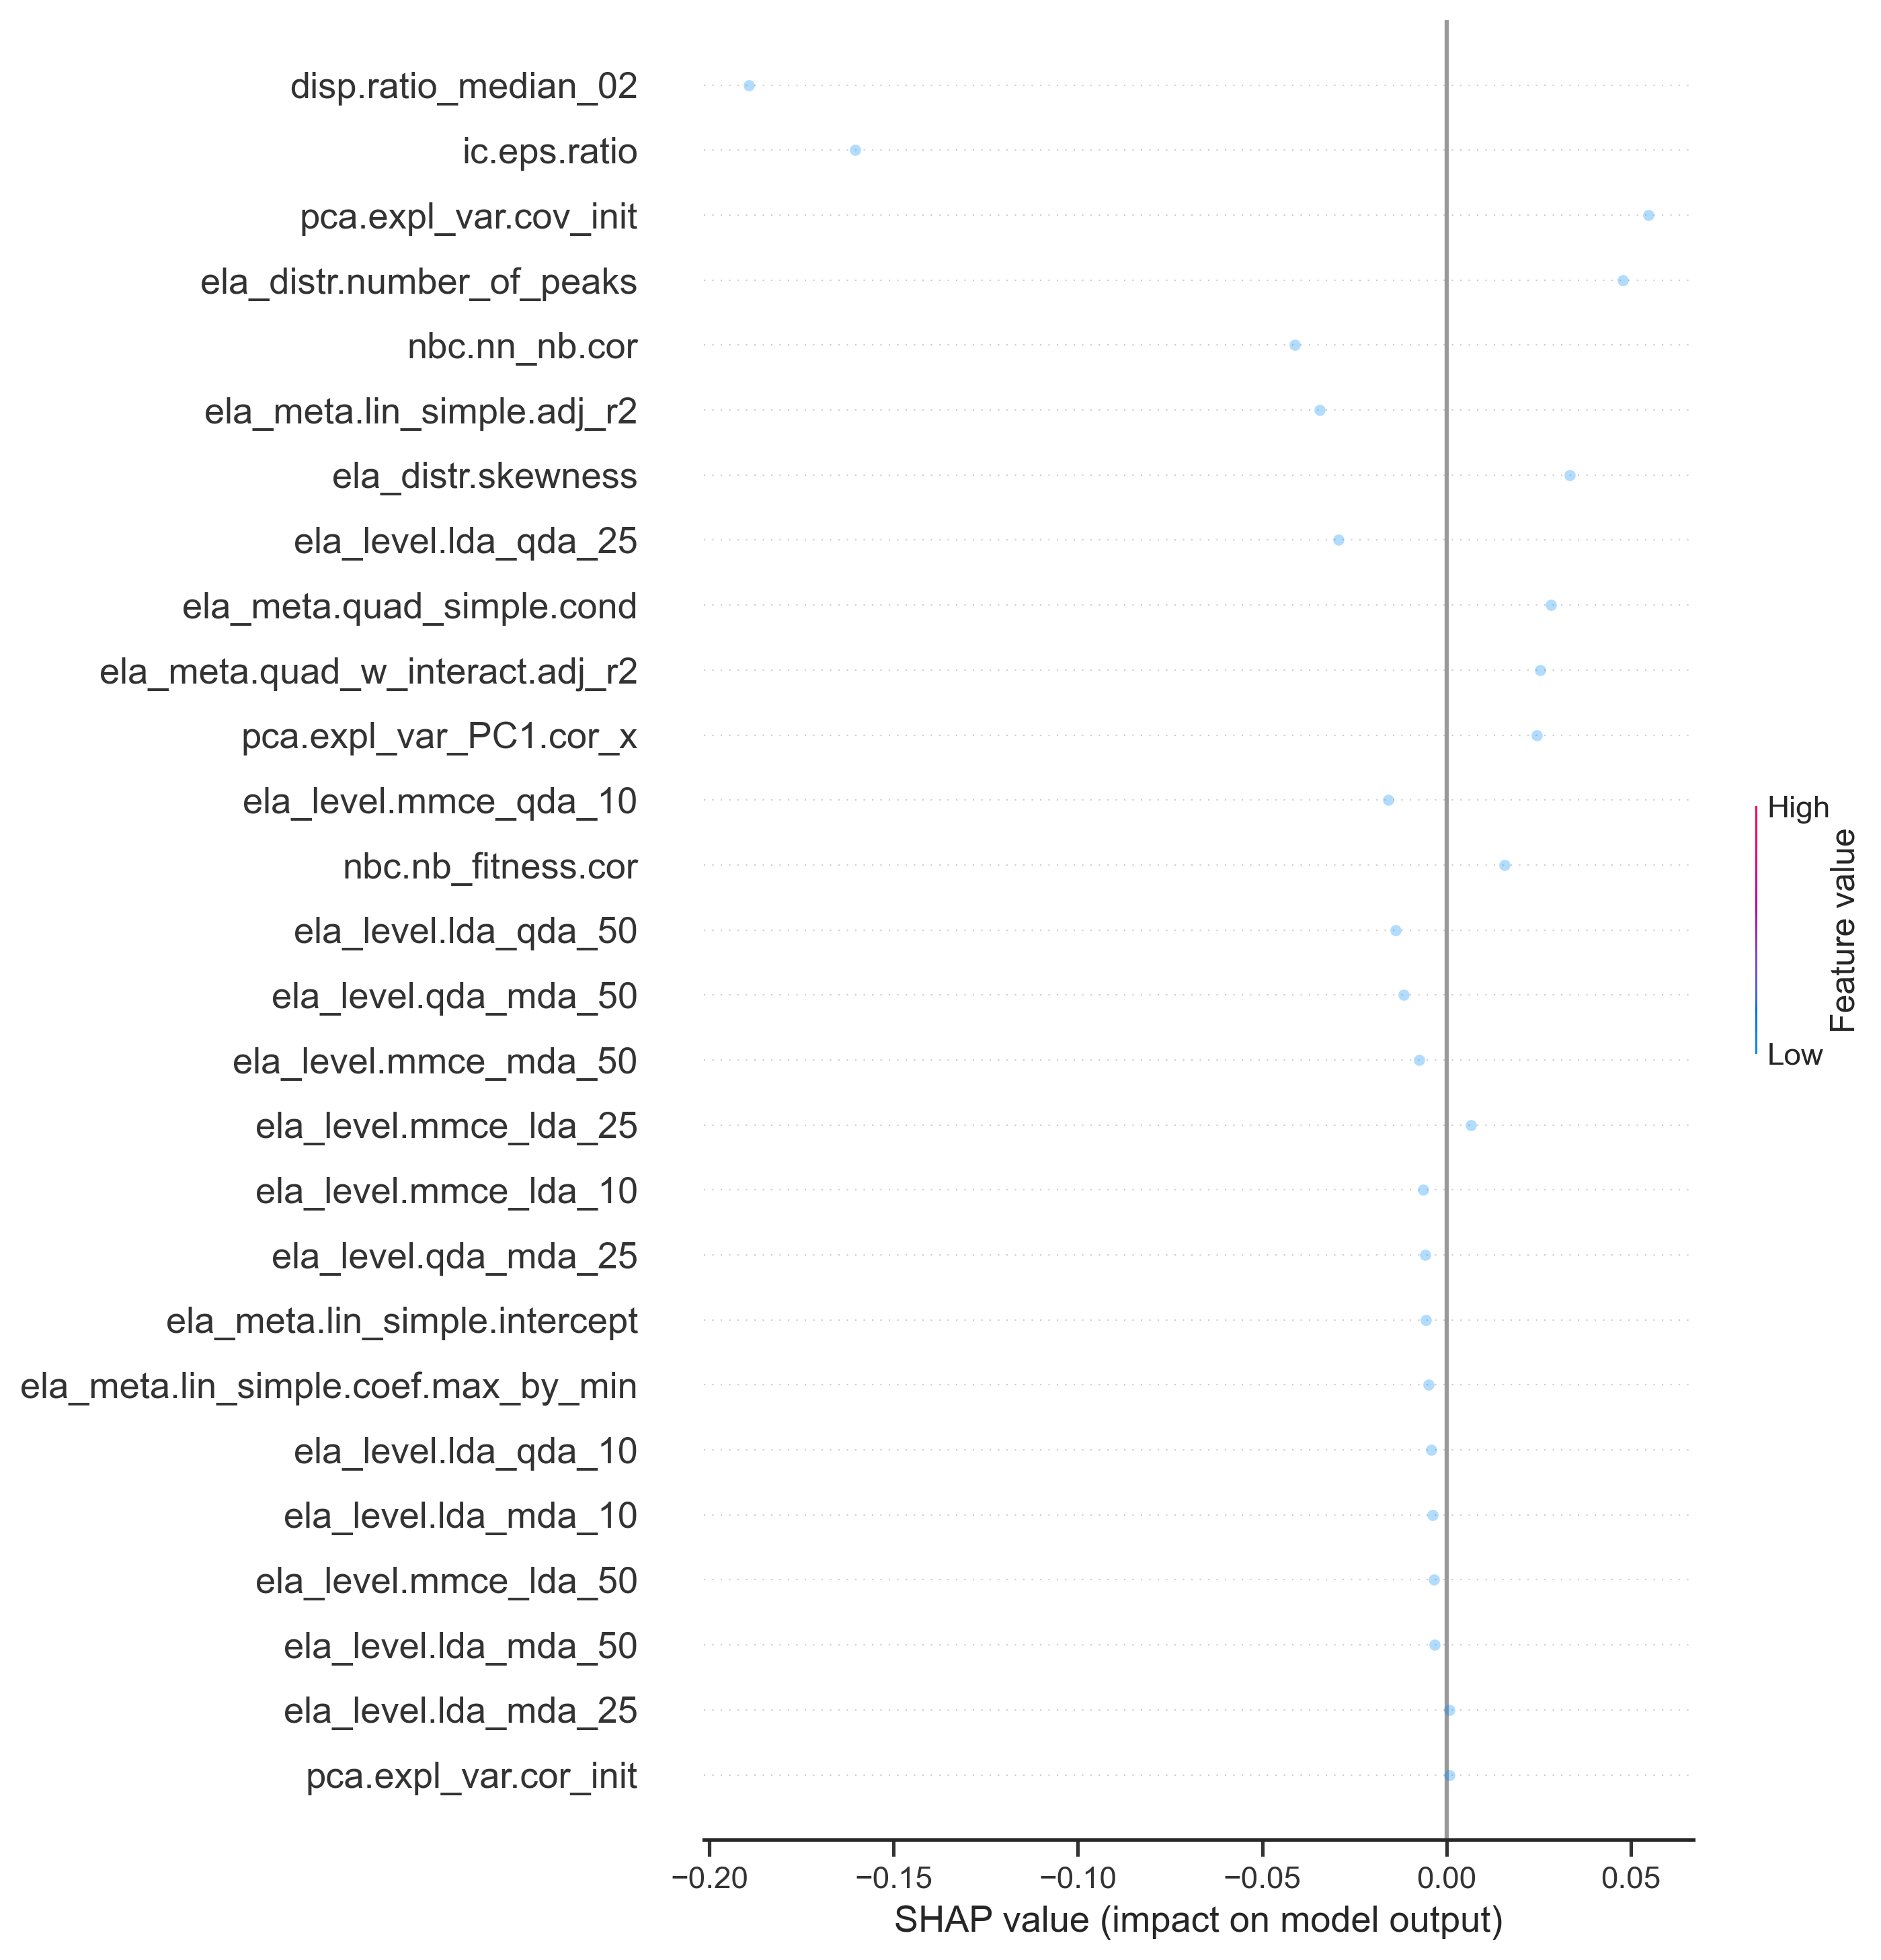 disp.ratio_median_02
ic.eps.ratio
pca.expl_var.cov_init
ela_distr.number_of_peaks
nbc.nn_nb.cor
ela_meta.lin_simple.adj_r2
ela_distr.skewness
ela_level.lda_qda_25
ela_meta.quad_simple.cond
ela_meta.quad_w_interact.adj_r2
pca.expl_var_PC1.cor_x
ela_level.mmce_qda_10
nbc.nb_fitness.cor
ela_level.lda_qda_50
ela_level.qda_mda_50
ela_level.mmce_mda_50
ela_level.mmce_lda_25
ela_level.mmce_lda_10
ela_level.qda_mda_25
ela_meta.lin_simple.intercept
ela_meta.lin_simple.coef.max_by_min
ela_level.lda_qda_10
ela_level.lda_mda_10
ela_level.mmce_lda_50
ela_level.lda_mda_50
ela_level.lda_mda_25
pca.expl_var.cor_init
−0.20 −0.15 −0.10 −0.05 0.00 0.05
SHAP value (impact on model output)
High
Feature value
Low